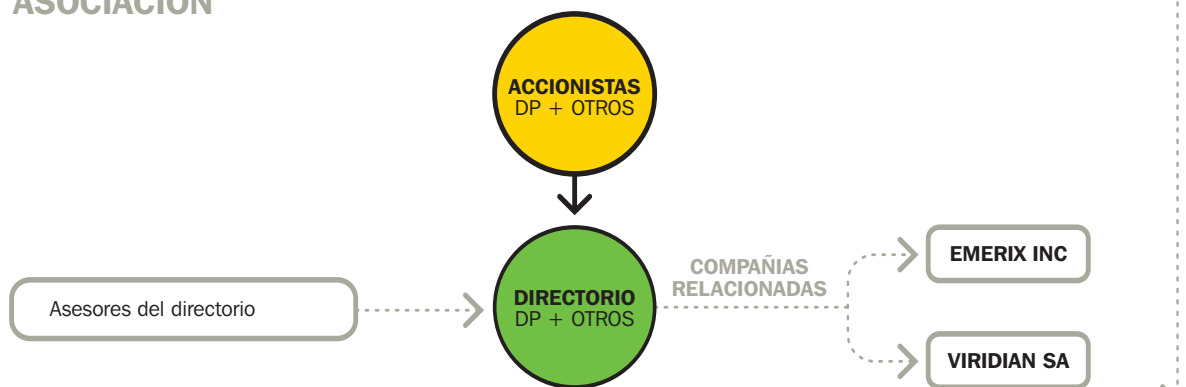 ASOCIACIÓN
ACCIONISTAS
DP + OTROS
Asesores del directorio
DIRECTORIO
DP + OTROS
COMPAÑIAS
RELACIONADAS
EMERIX INC
VIRIDIAN SA